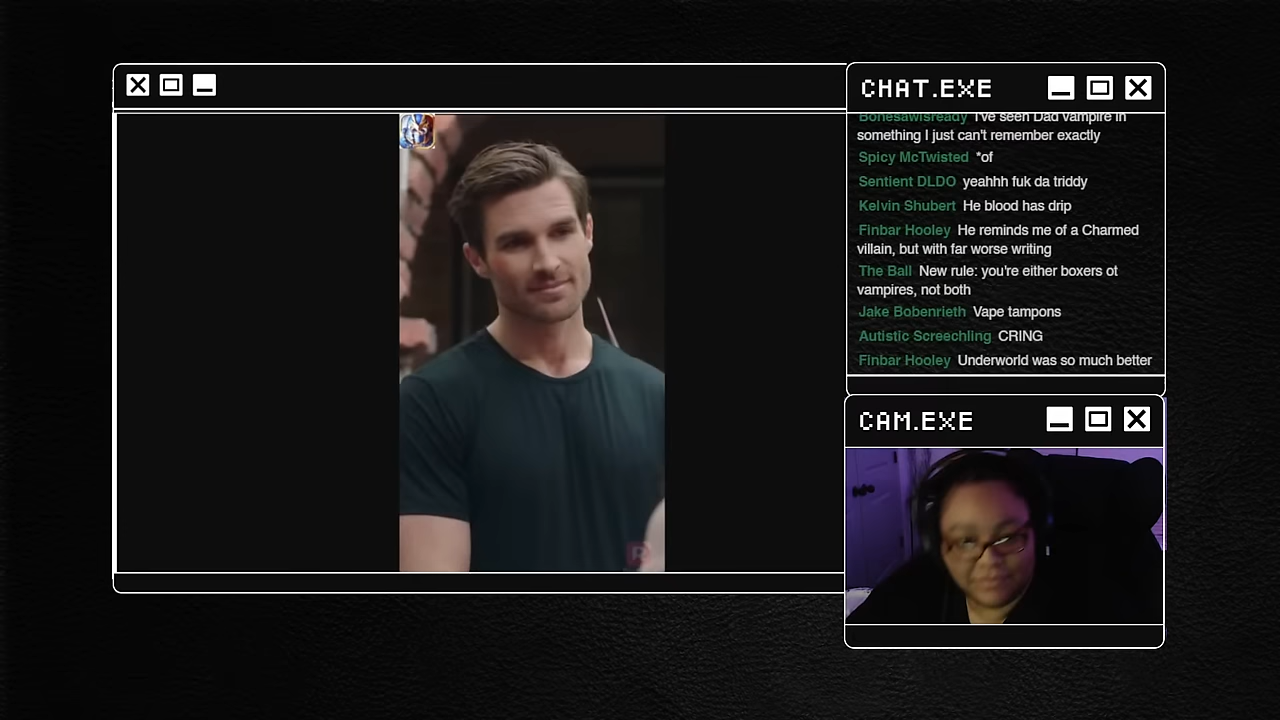 CHAT.EXE
Bonesawisready I've seen Dad Vampire in
something I just can't remember exactly
Spicy McTwisted *of
Sentient DLDO yeahhh fuk da triddy
Kelvin Shubert He blood has drip
Finbar Hooley He reminds me of a Charmed
villain, but with far worse writing
The Ball New rule: you're either boxers ot
vampires, not both
Jake Bobenrieth Vape tampons
Autistic Screechling CRING
Finbar Hooley Underworld was so much better
CAM.EXE